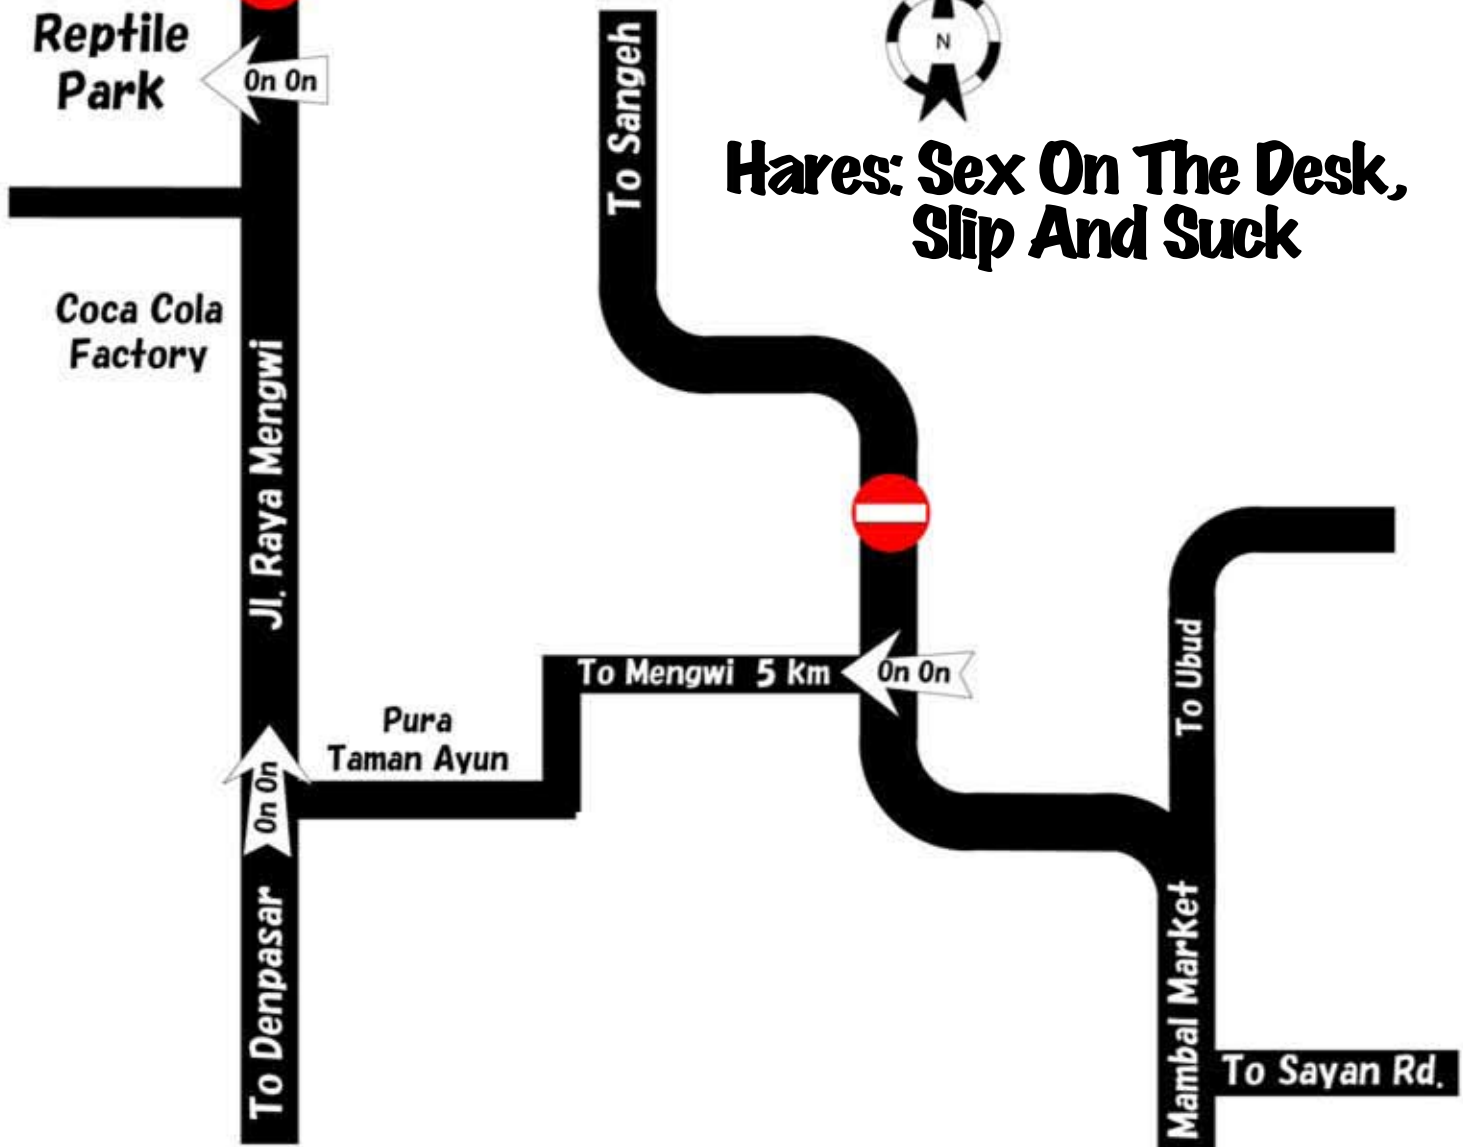 Reptile
Park
On On
To Sangeh
N
Hares: Sex On The Desk,
Slip And Suck
Coca Cola
Factory
Jl. Raya Mengwi
To Mengwi 5 km
On On
To Ubud
Pura
Taman Ayun
On On
To Denpasar
Mambal Market
To Sayan Rd.